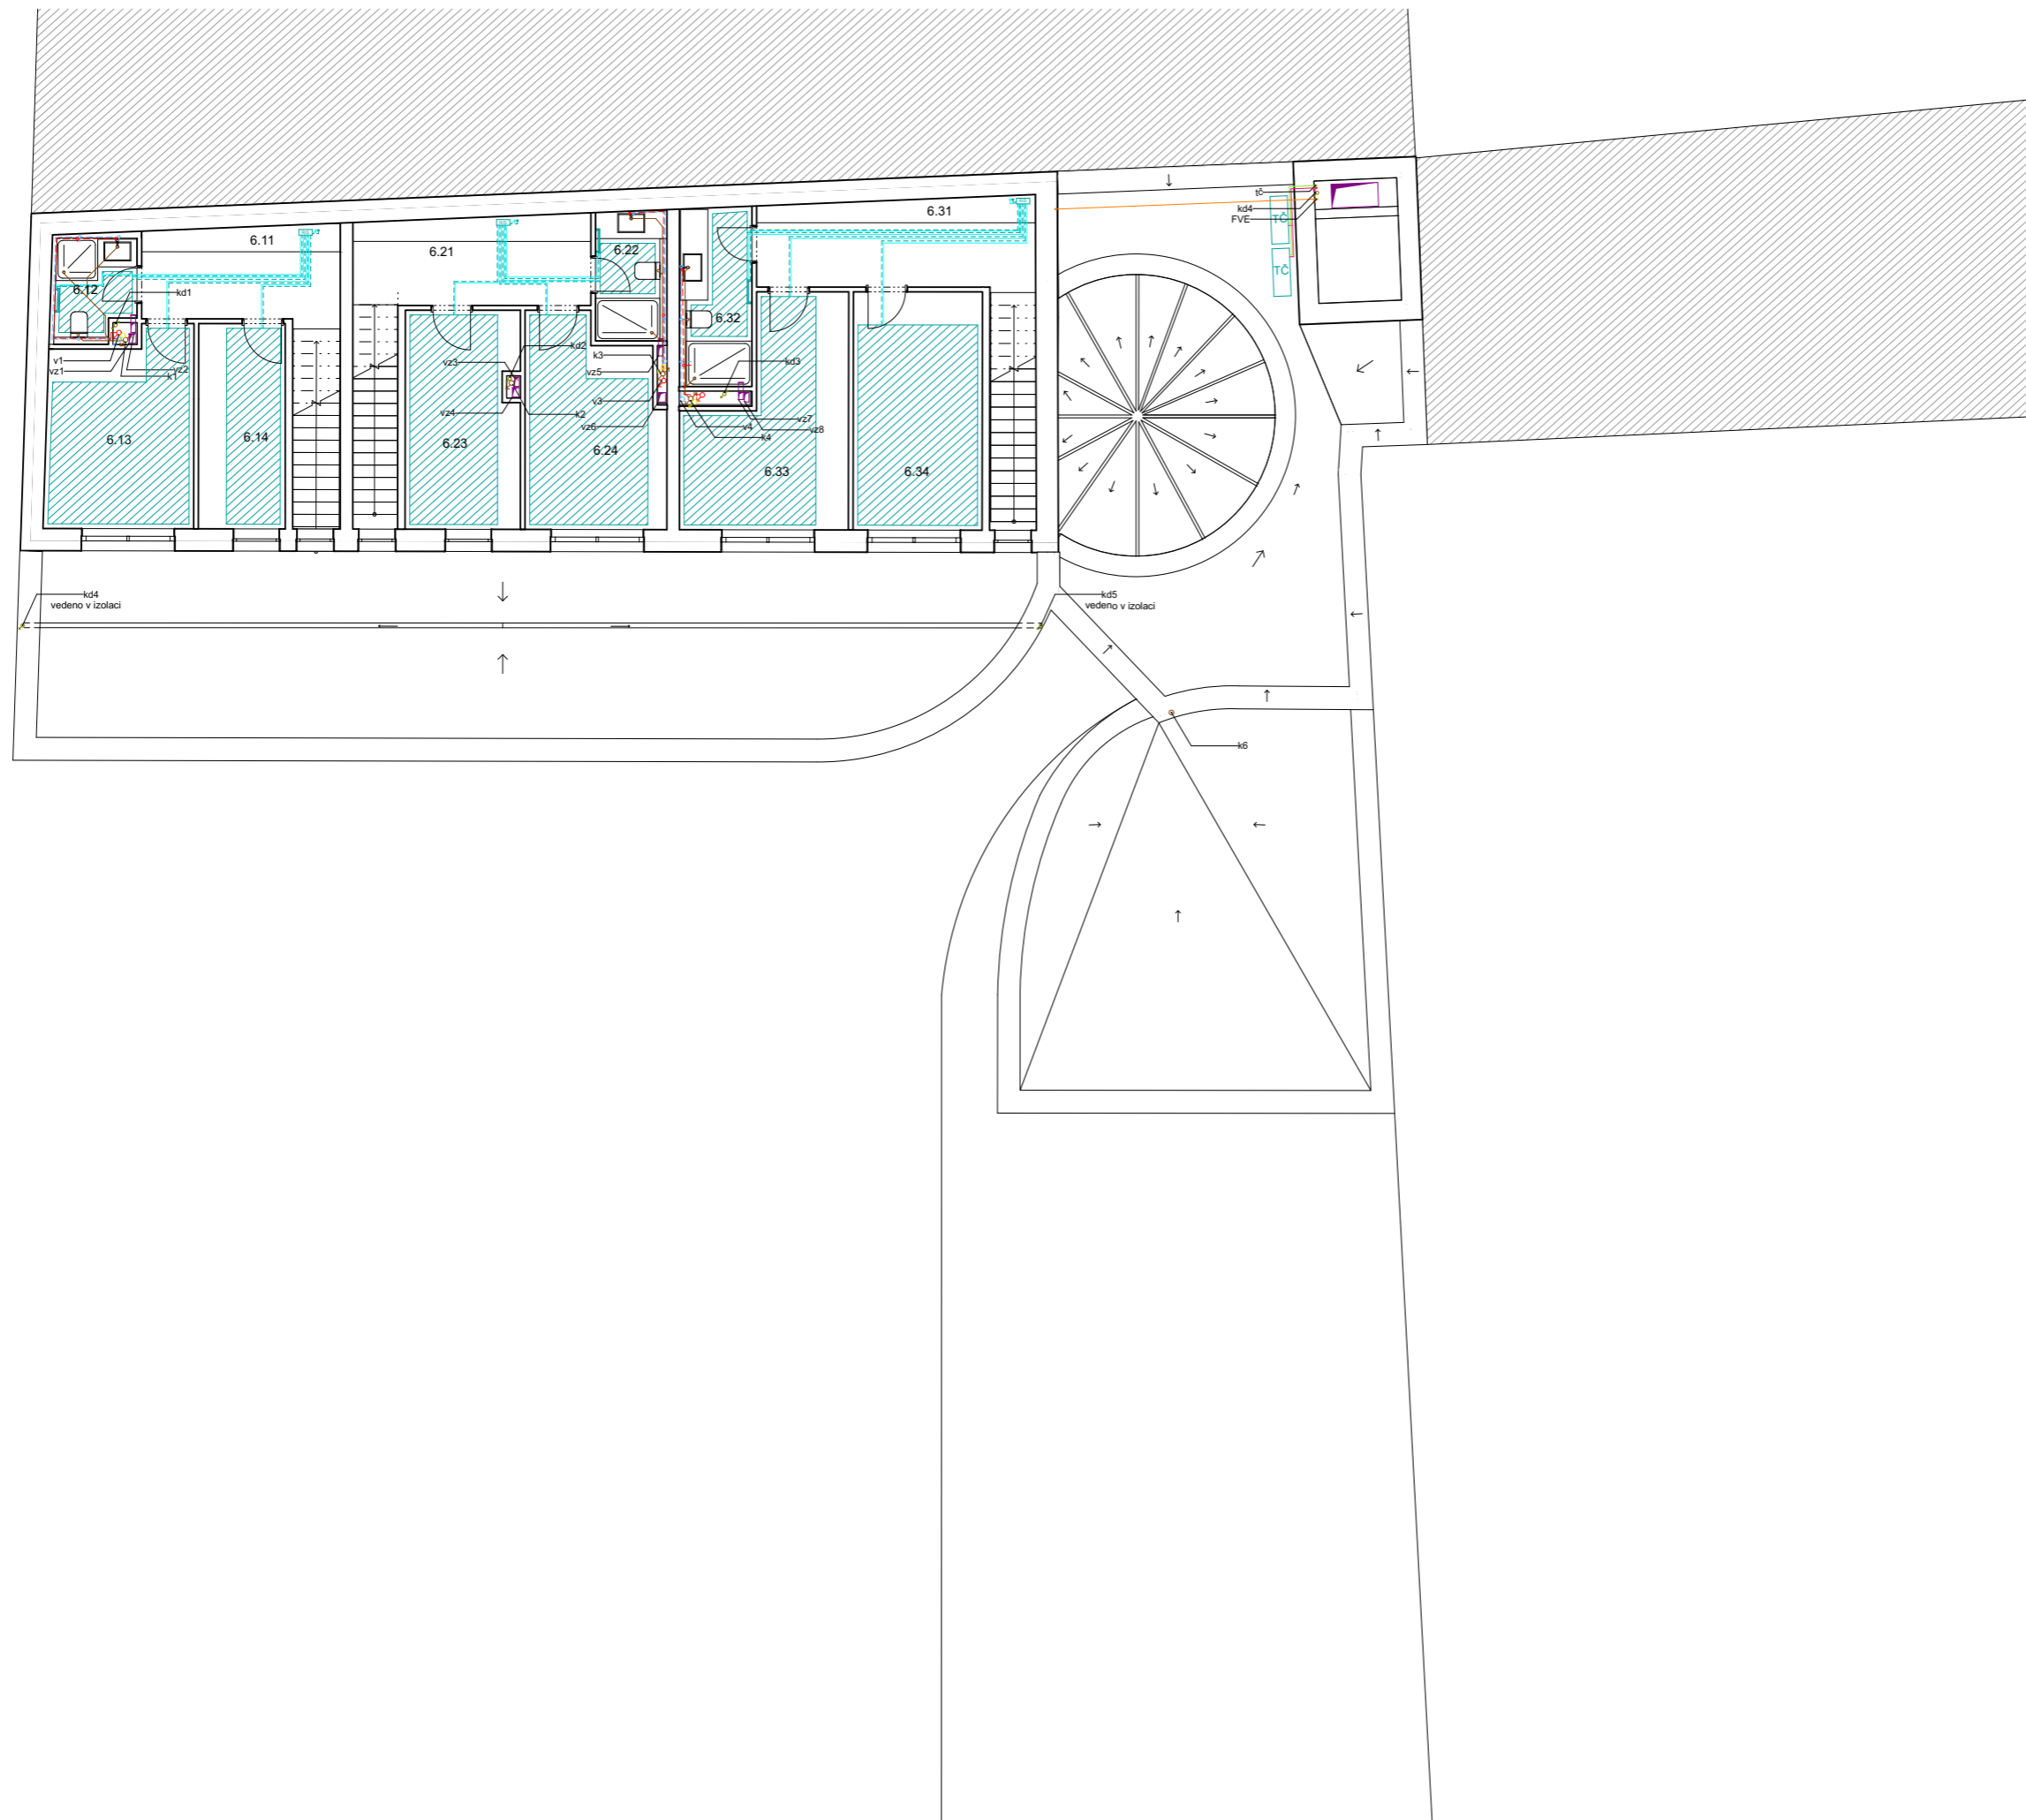 tč
kd4
FVE
TČ
TČ
6.11
6.21
6.22
6.31
6.12
kd1
6.32
v1
vz1
vz2
k1
vz3
kd2
k3
vz5
kd3
vz4
k2
v3
vz6
v4
k4
vz7
vz8
6.13
6.14
6.23
6.24
6.33
6.34
kd4
vedeno v izolaci
kd5
vedeno v izolaci
k6